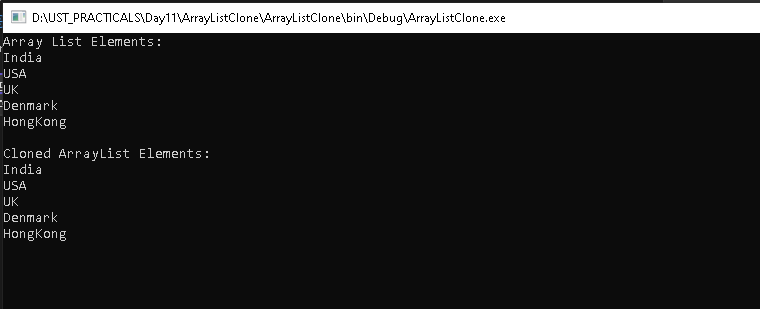 D:\UST_PRACTICALS\Day11\ArrayListClone\ArrayListClone\bin\Debug\ArrayListClone.exe
Array List Elements:
India
USA
UK
Denmark
HongKong
Cloned ArrayList Elements:
India
USA
UK
Denmark
HongKong